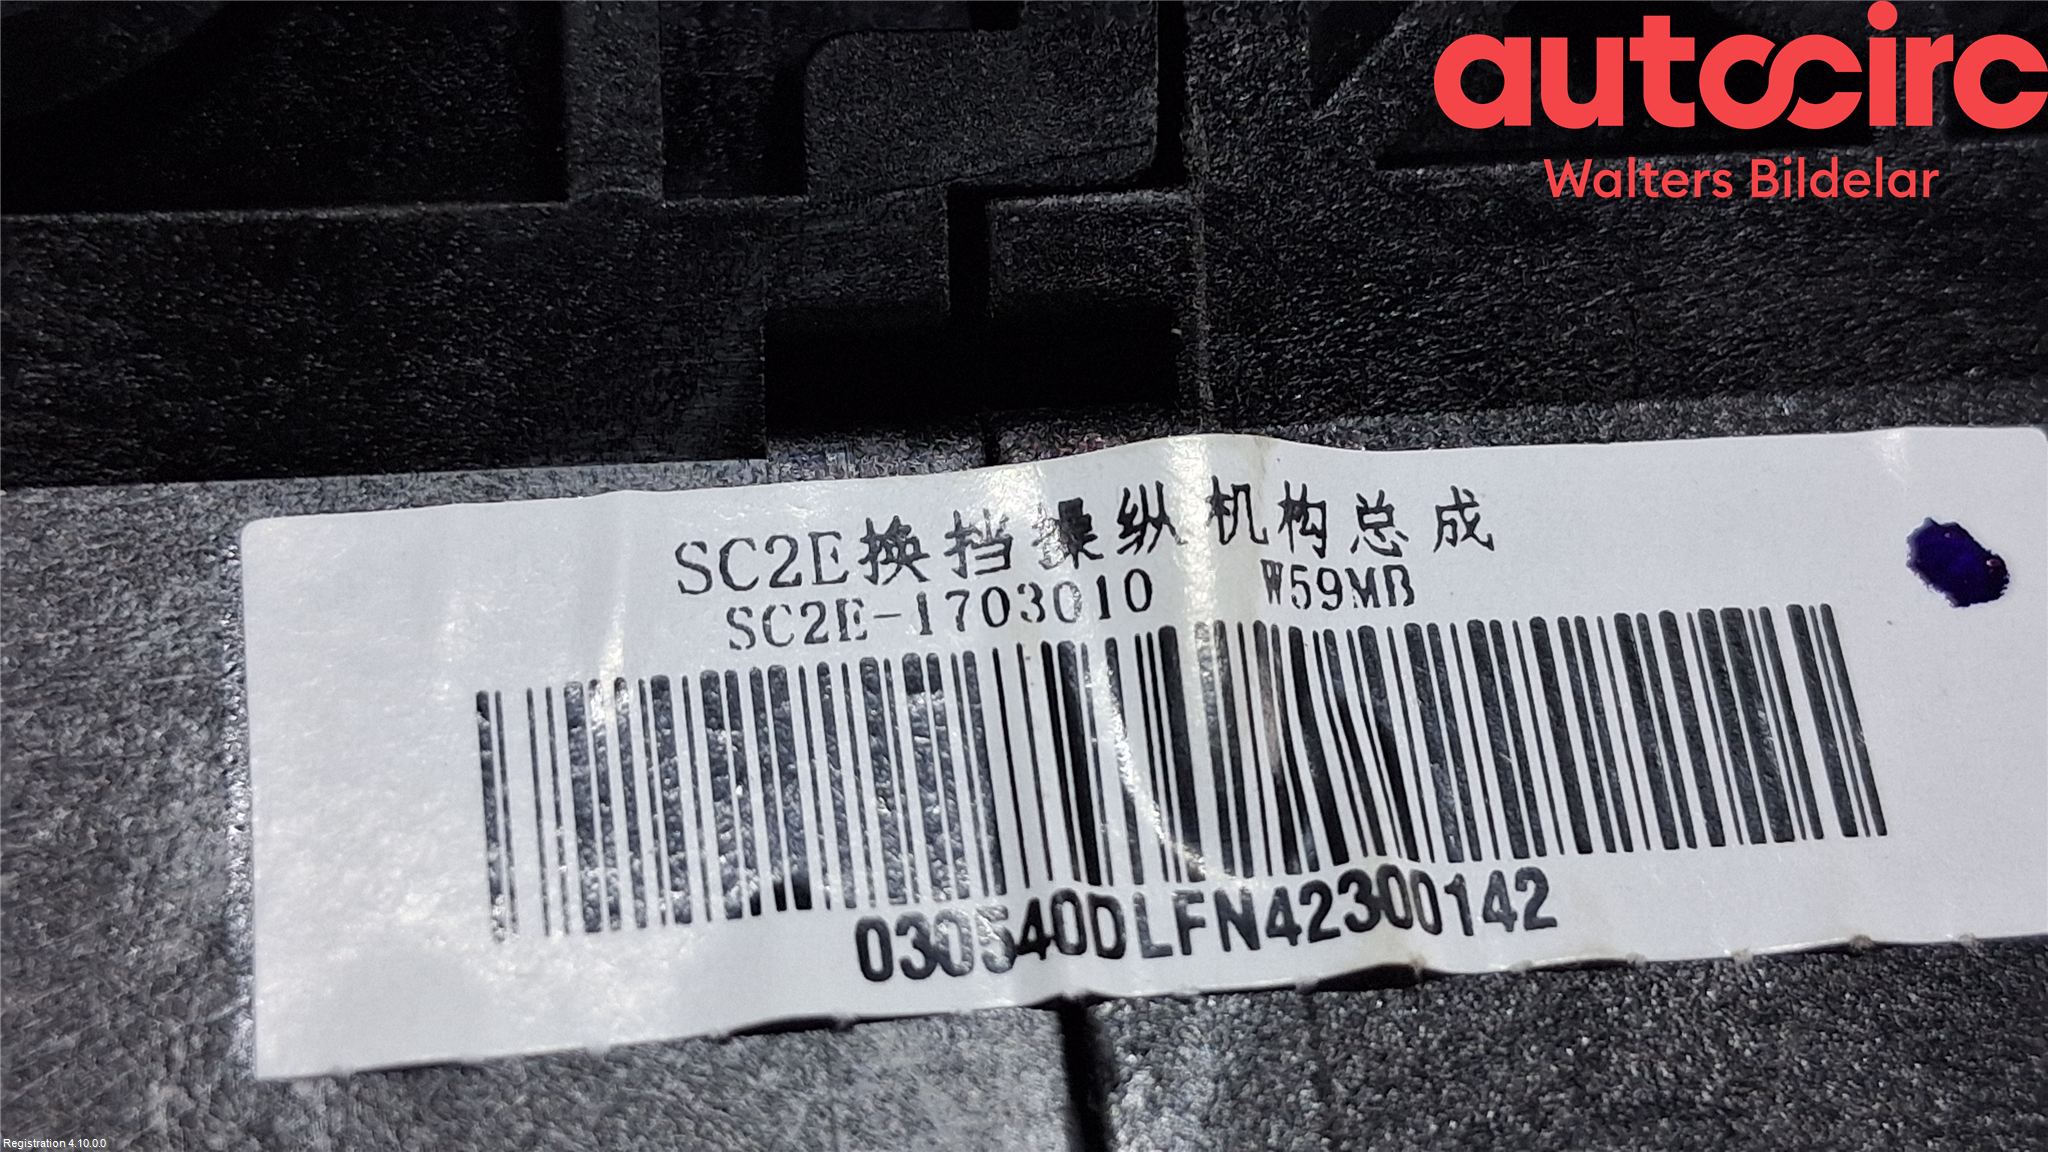 autocirc
Walters Bildelar
SC2E换挡操纵机构总成
SC2E-1703010 W59MB
030540DLFN42300142
Registration 4.10.0.0